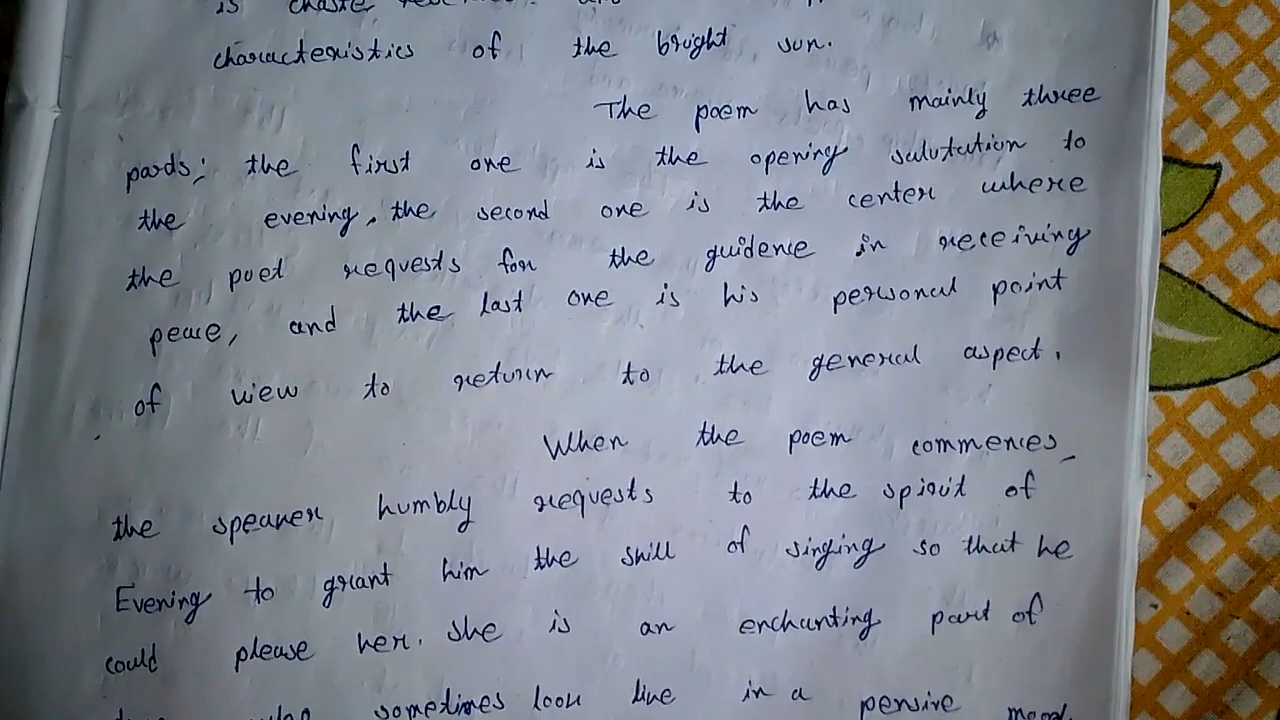 is chaste
characteristics of the bright sun.
The poem has mainly three
parts; the first one is the opening salutation to
the evening, the second one is the center where
the poet requests for the guidence in receiving
peace, and the last one is his personal point
of view to return to the general aspect.
When the poem commences,
the speaker humbly requests to the spirit of
Evening to grant him the skill of singing so that he
could please her. She is an enchanting part of
sometimes look like in a pensive mood.